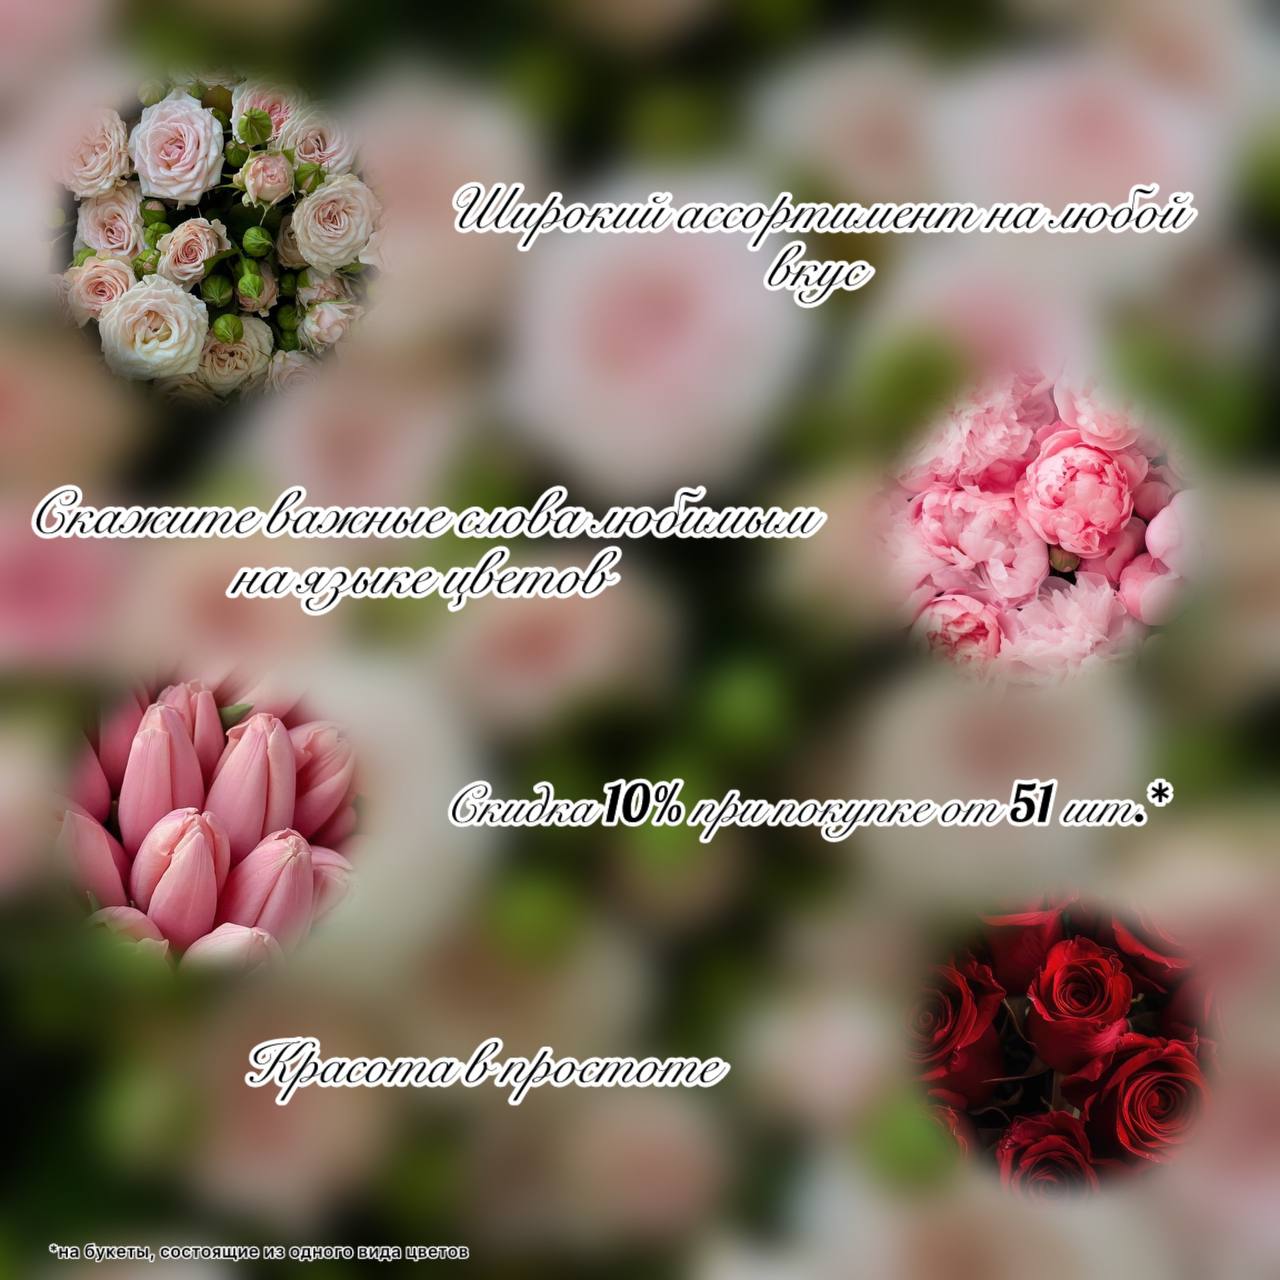 Широкий ассортимент на любой
вкус
Скажите важные слова любимым
на языке цветов
Скидка 10% при покупке от 51 шт.*
Красота в простоте
*на букеты, состоящие из одного вида цветов